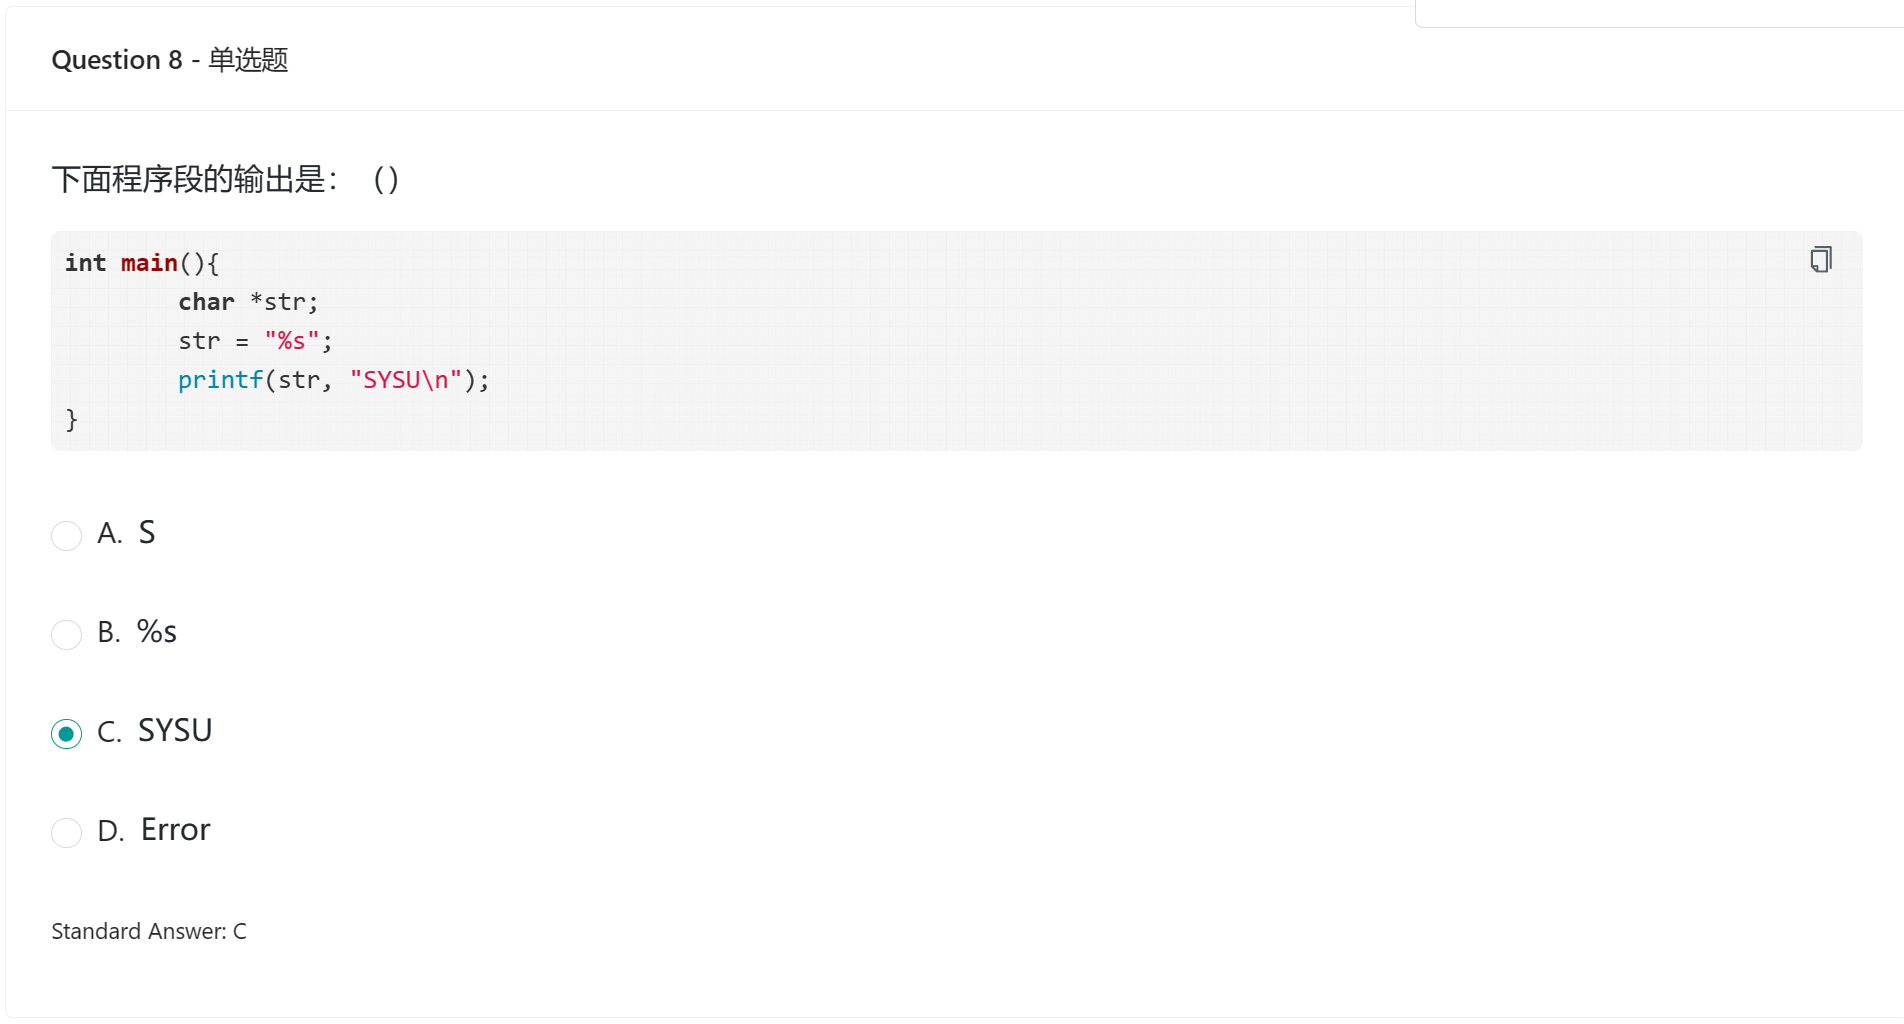 Question 8 - 单选题
下面程序段的输出是： ()
int main(){
        char *str;
        str = "%s";
        printf(str, "SYSU\n");
}
A. S
B. %s
C. SYSU
D. Error
Standard Answer: C